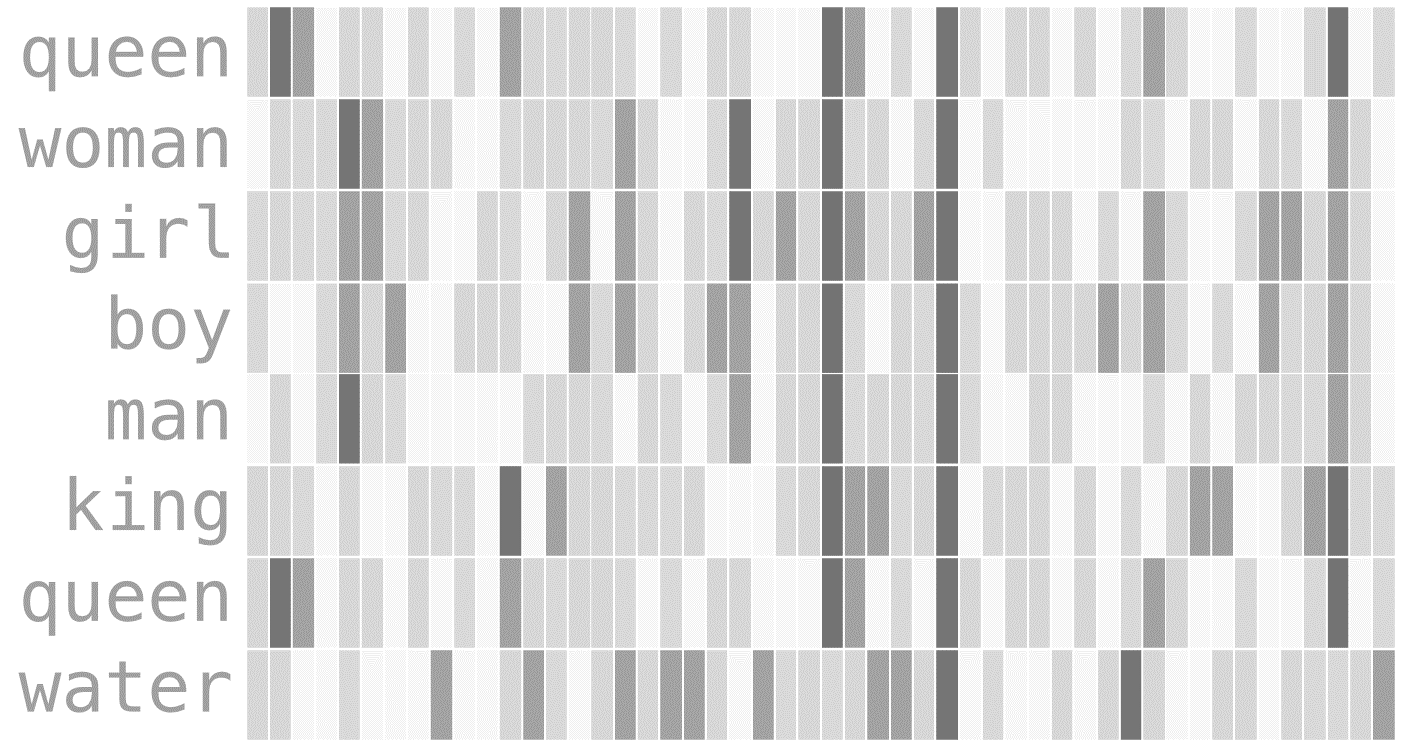 queen
woman
girl
boy
man
king
queen
water